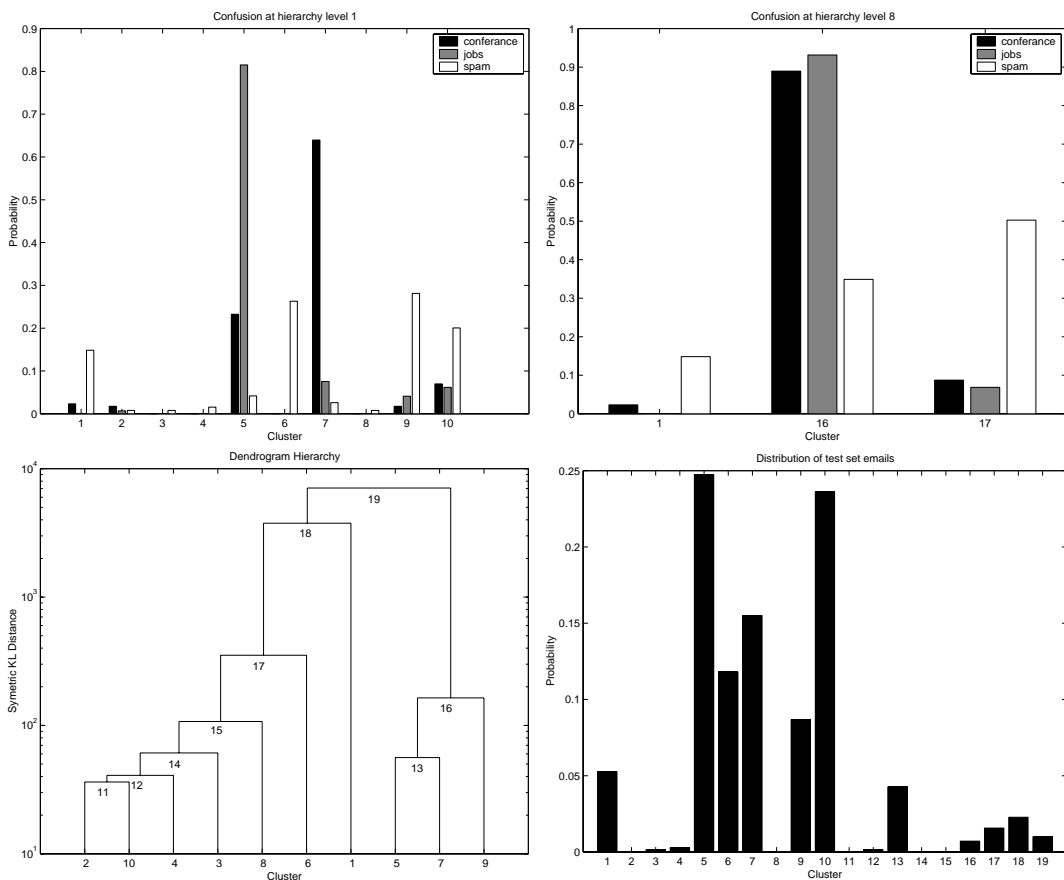 Confusion at hierarchy level 1
conferance
jobs
spam
Probability
0.9
0.8
0.7
0.6
0.5
0.4
0.3
0.2
0.1
0
1 2 3 4 5 6 7 8 9 10
Cluster
Confusion at hierarchy level 8
conferance
jobs
spam
Probability
1
0.9
0.8
0.7
0.6
0.5
0.4
0.3
0.2
0.1
0
1 16 17
Cluster
Dendrogram Hierarchy
Symetric KL Distance
10^4
10^3
10^2
10^1
19
18
17
16
15
14
13
12
11
2 10 4 3 8 6 1 5 7 9
Cluster
Distribution of test set emails
Probability
0.25
0.2
0.15
0.1
0.05
0
1 2 3 4 5 6 7 8 9 10 11 12 13 14 15 16 17 18 19
Cluster